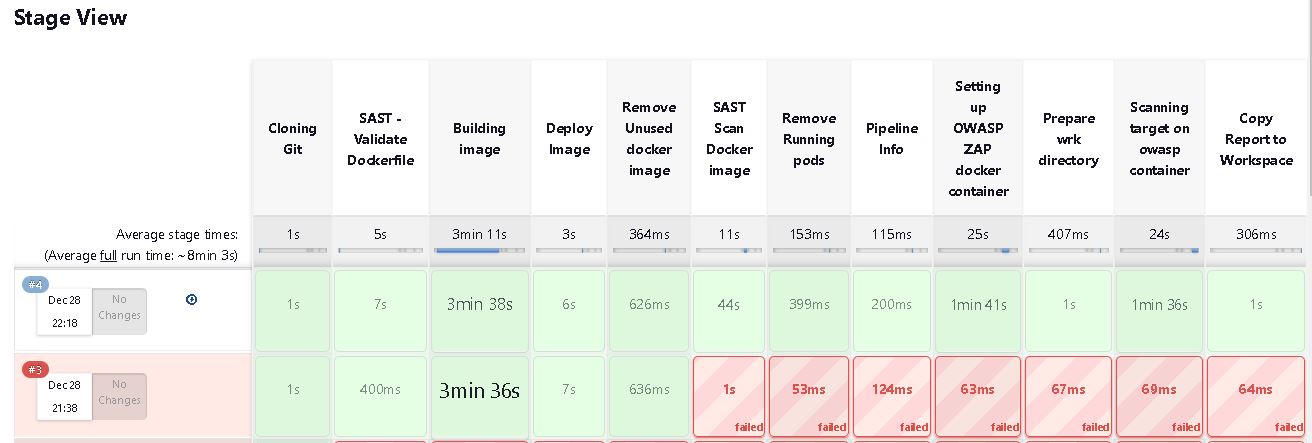 Stage View
Cloning
Git
SAST -
Validate
Dockerfile
Building
image
Deploy
Image
Remove
Unused
docker
image
SAST
Scan
Docker
image
Remove
Running
pods
Pipeline
Info
Setting
up
OWASP
ZAP
docker
container
Prepare
wrk
directory
Scanning
target on
owasp
container
Copy
Report to
Workspace
Average stage times:
(Average full run time: ~8min 3s)
1s
5s
3min 11s
3s
364ms
11s
153ms
115ms
25s
407ms
24s
306ms
#4
Dec 28
22:18
No
Changes
1s
7s
3min 38s
6s
626ms
44s
399ms
200ms
1min 41s
1s
1min 36s
1s
#3
Dec 28
21:38
No
Changes
1s
400ms
3min 36s
7s
636ms
1s
failed
53ms
failed
124ms
failed
63ms
failed
67ms
failed
69ms
failed
64ms
failed